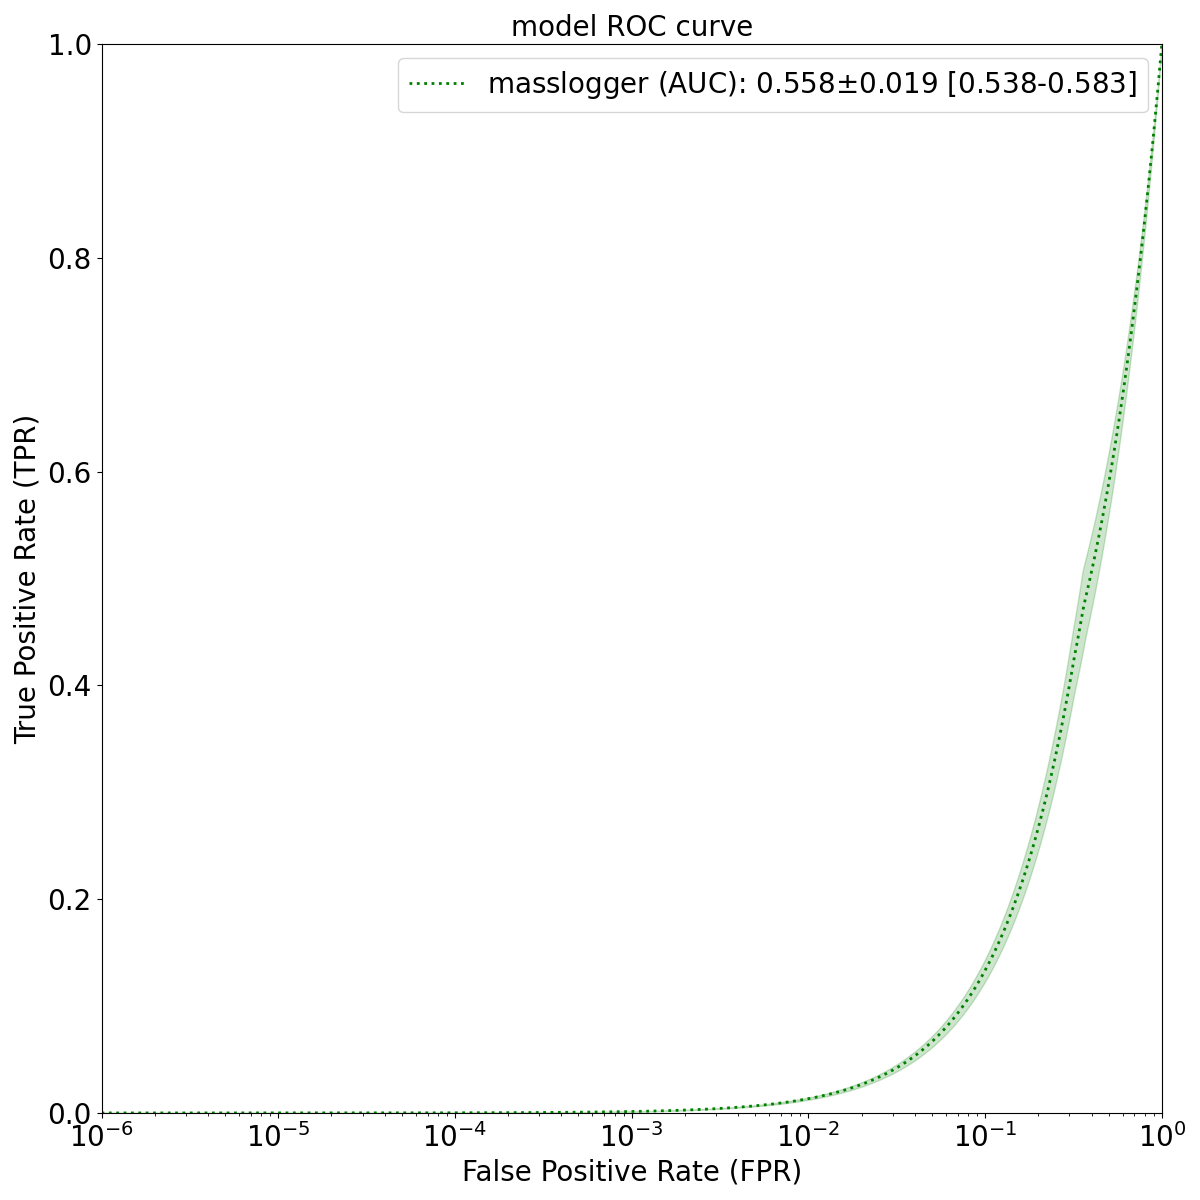 model ROC curve
masslogger (AUC): 0.558±0.019 [0.538-0.583]
1.0
0.8
0.6
0.4
0.2
0.0
True Positive Rate (TPR)
10⁻⁶ 10⁻⁵ 10⁻⁴ 10⁻³ 10⁻² 10⁻¹ 10⁰
False Positive Rate (FPR)